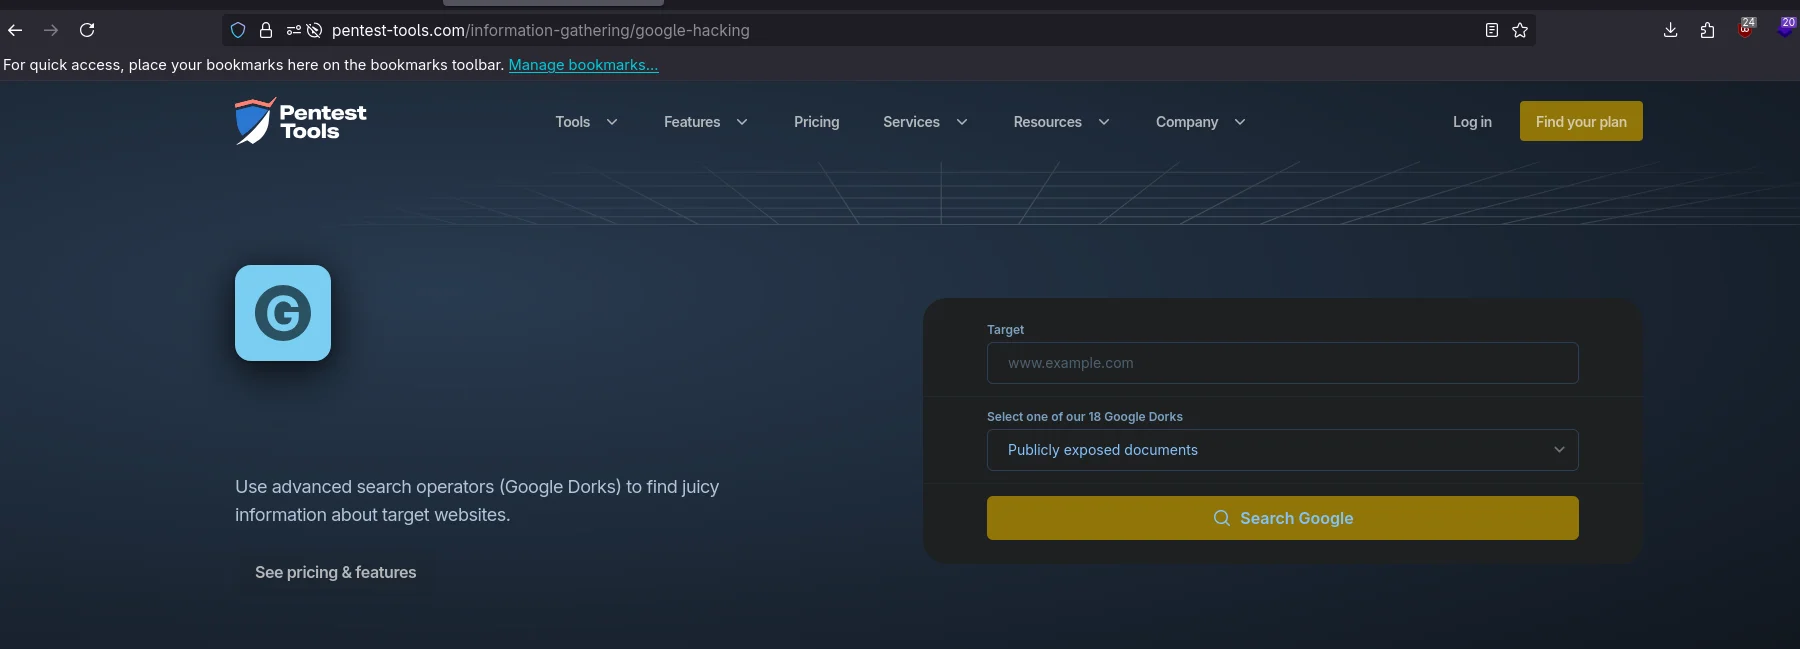 pentest-tools.com/information-gathering/google-hacking
24
20
For quick access, place your bookmarks here on the bookmarks toolbar. Manage bookmarks...
Pentest
Tools
Tools
Features
Pricing
Services
Resources
Company
Log in
Find your plan
G
Use advanced search operators (Google Dorks) to find juicy
information about target websites.
See pricing & features
Target
www.example.com
Select one of our 18 Google Dorks
Publicly exposed documents
Search Google